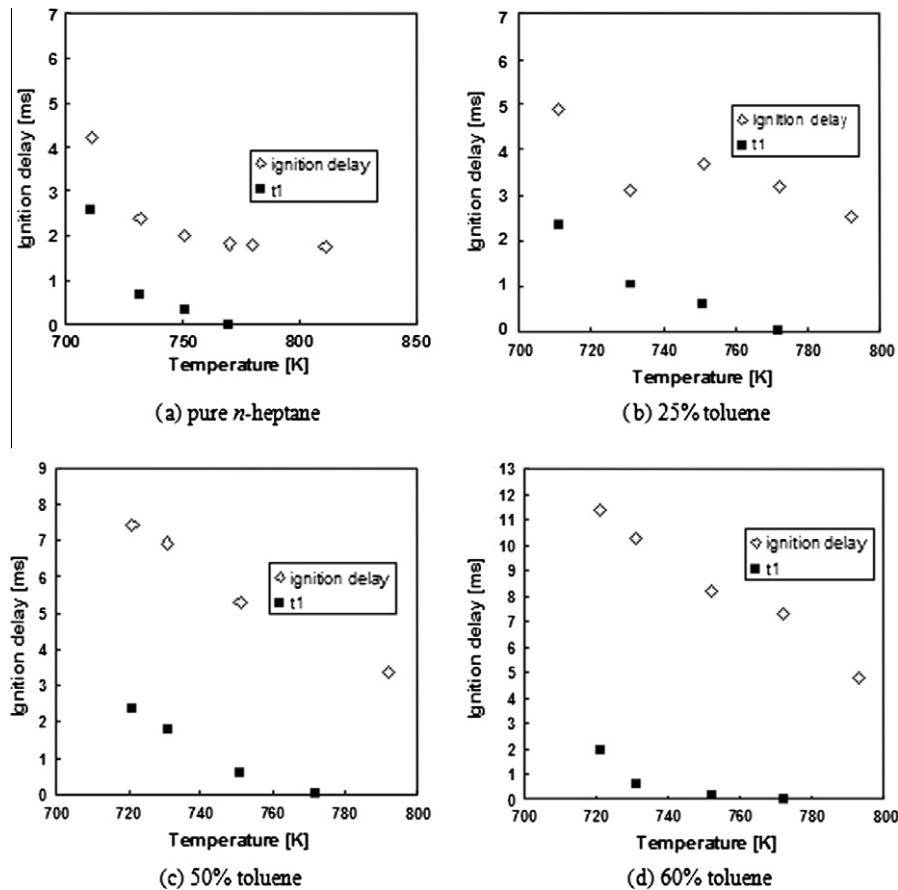 7
6
5
4
3
2
1
0
Ignition delay [ms]
ignition delay
t1
700 750 800 850
Temperature [K]
(a) pure n-heptane
7
6
5
4
3
2
1
0
Ignition delay [ms]
ignition delay
t1
700 720 740 760 780 800
Temperature [K]
(b) 25% toluene
9
8
7
6
5
4
3
2
1
0
Ignition delay [ms]
ignition delay
t1
700 720 740 760 780 800
Temperature [K]
(c) 50% toluene
13
12
11
10
9
8
7
6
5
4
3
2
1
0
Ignition delay [ms]
ignition delay
t1
700 720 740 760 780 800
Temperature [K]
(d) 60% toluene